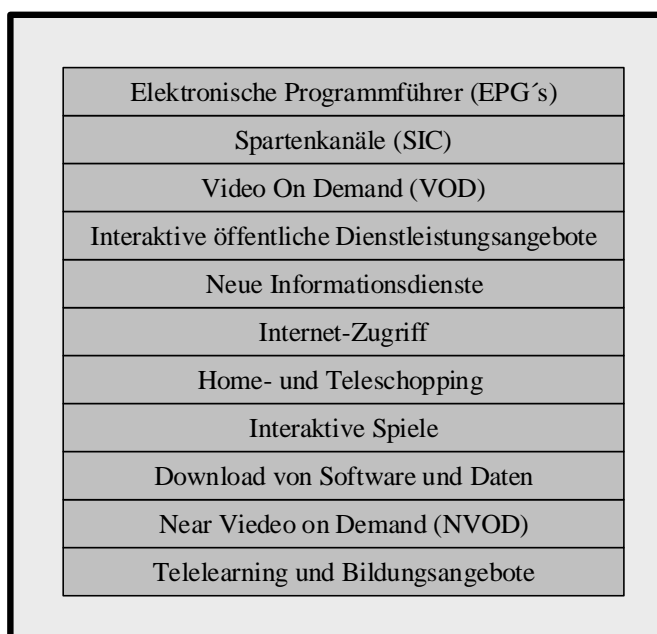 Elektronische Programmführer (EPG´s)
Spartenkanäle (SIC)
Video On Demand (VOD)
Interaktive öffentliche Dienstleistungsangebote
Neue Informationsdienste
Internet-Zugriff
Home- und Teleschopping
Interaktive Spiele
Download von Software und Daten
Near Viedeo on Demand (NVOD)
Telelearning und Bildungsangebote